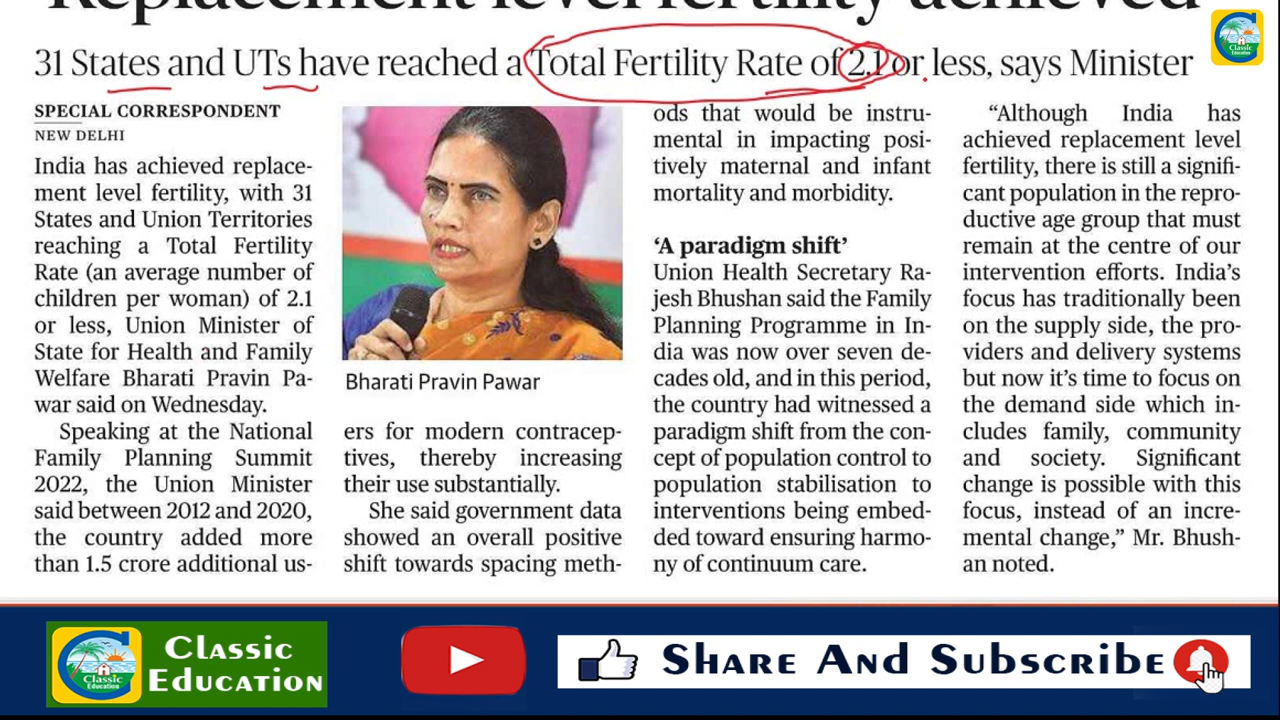 Replacement level fertility achieved
31 States and UTs have reached a Total Fertility Rate of 2.1 or less, says Minister
SPECIAL CORRESPONDENT
NEW DELHI
India has achieved replace-
ment level fertility, with 31
States and Union Territories
reaching a Total Fertility
Rate (an average number of
children per woman) of 2.1
or less, Union Minister of
State for Health and Family
Welfare Bharati Pravin Pa-
war said on Wednesday.
Speaking at the National
Family Planning Summit
2022, the Union Minister
said between 2012 and 2020,
the country added more
than 1.5 crore additional us-
Bharati Pravin Pawar
ers for modern contracep-
tives, thereby increasing
their use substantially.
She said government data
showed an overall positive
shift towards spacing meth-
ods that would be instru-
mental in impacting posi-
tively maternal and infant
mortality and morbidity.
‘A paradigm shift’
Union Health Secretary Ra-
jesh Bhushan said the Family
Planning Programme in In-
dia was now over seven de-
cades old, and in this period,
the country had witnessed a
paradigm shift from the con-
cept of population control to
population stabilisation to
interventions being embed-
ded toward ensuring harmo-
ny of continuum care.
“Although India has
achieved replacement level
fertility, there is still a signifi-
cant population in the repro-
ductive age group that must
remain at the centre of our
intervention efforts. India’s
focus has traditionally been
on the supply side, the pro-
viders and delivery systems
but now it’s time to focus on
the demand side which in-
cludes family, community
and society. Significant
change is possible with this
focus, instead of an incre-
mental change,” Mr. Bhush-
an noted.
Classic
Education
Classic
Education
Classic
Education
Share And Subscribe